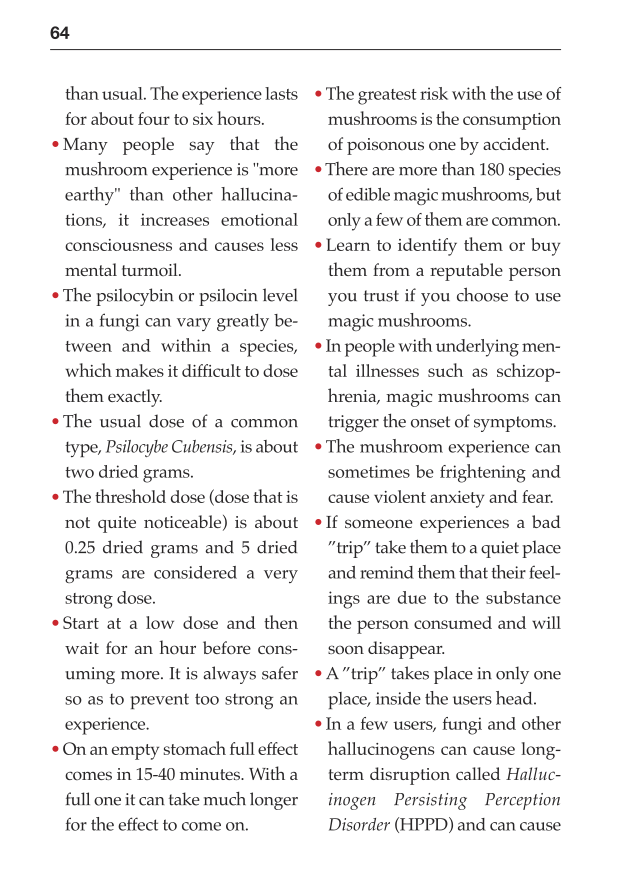 64
than usual. The experience lasts
for about four to six hours.
• Many people say that the
mushroom experience is "more
earthy" than other hallucina-
tions, it increases emotional
consciousness and causes less
mental turmoil.
• The psilocybin or psilocin level
in a fungi can vary greatly be-
tween and within a species,
which makes it difficult to dose
them exactly.
• The usual dose of a common
type, Psilocybe Cubensis, is about
two dried grams.
• The threshold dose (dose that is
not quite noticeable) is about
0.25 dried grams and 5 dried
grams are considered a very
strong dose.
• Start at a low dose and then
wait for an hour before cons-
uming more. It is always safer
so as to prevent too strong an
experience.
• On an empty stomach full effect
comes in 15-40 minutes. With a
full one it can take much longer
for the effect to come on.
• The greatest risk with the use of
mushrooms is the consumption
of poisonous one by accident.
• There are more than 180 species
of edible magic mushrooms, but
only a few of them are common.
• Learn to identify them or buy
them from a reputable person
you trust if you choose to use
magic mushrooms.
• In people with underlying men-
tal illnesses such as schizop-
hrenia, magic mushrooms can
trigger the onset of symptoms.
• The mushroom experience can
sometimes be frightening and
cause violent anxiety and fear.
• If someone experiences a bad
”trip” take them to a quiet place
and remind them that their feel-
ings are due to the substance
the person consumed and will
soon disappear.
• A ”trip” takes place in only one
place, inside the users head.
• In a few users, fungi and other
hallucinogens can cause long-
term disruption called Halluc-
inogen Persisting Perception
Disorder (HPPD) and can cause